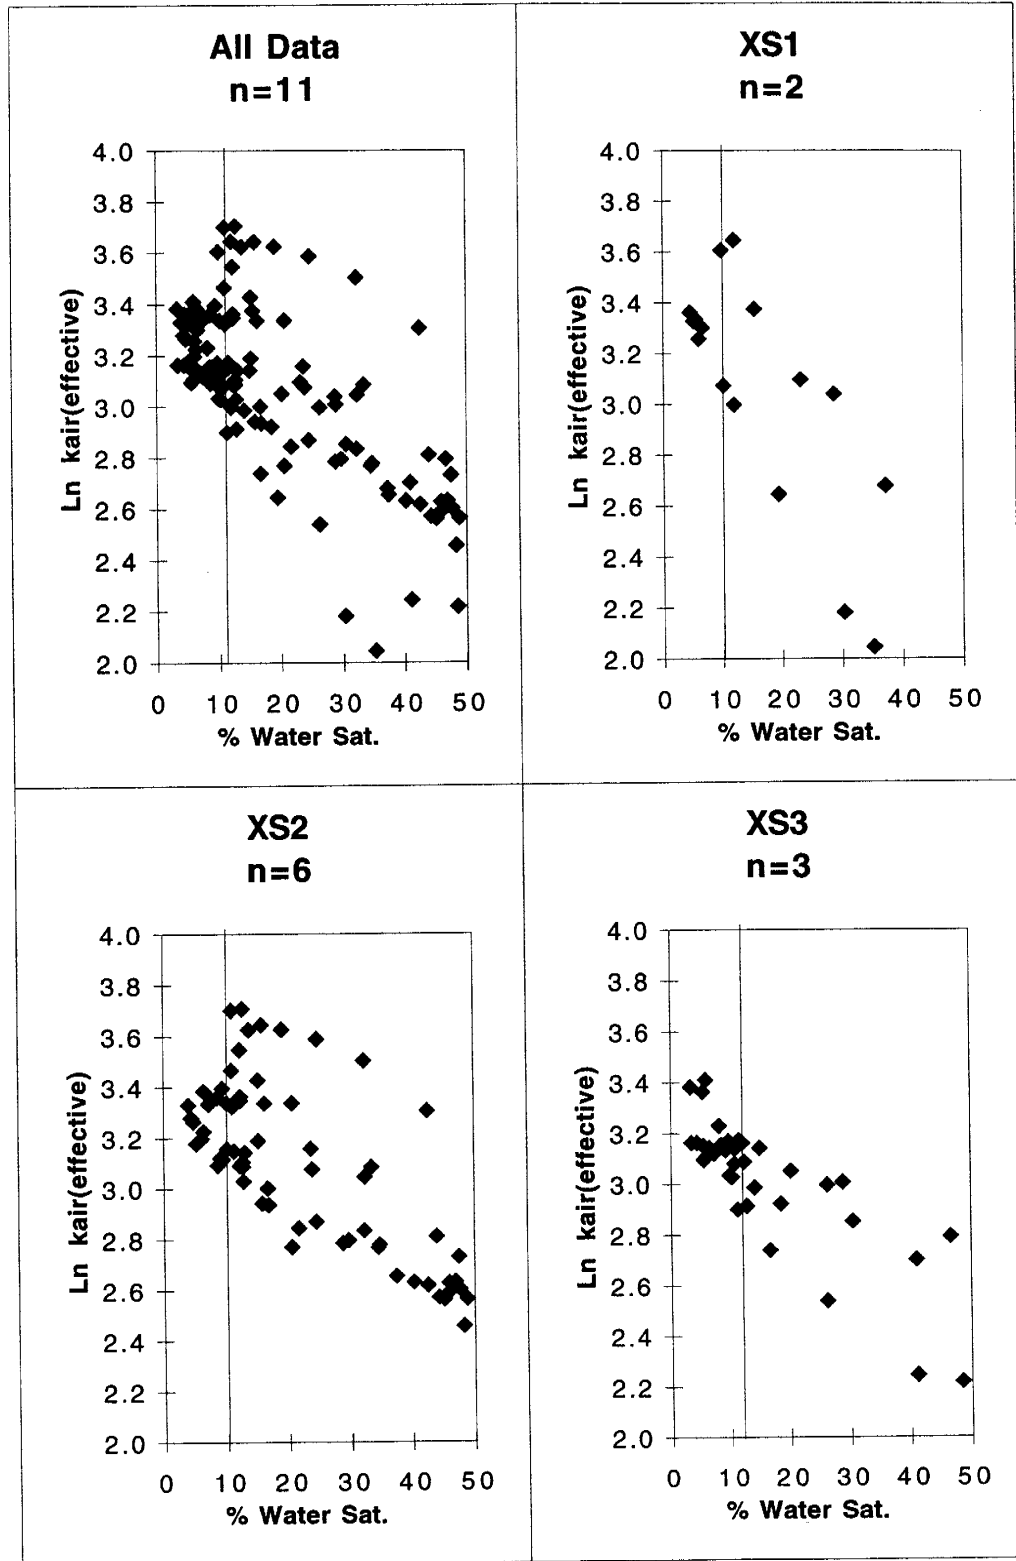 All Data
n=11
Ln kair(effective)
4.0
3.8
3.6
3.4
3.2
3.0
2.8
2.6
2.4
2.2
2.0
0 10 20 30 40 50
% Water Sat.
XS1
n=2
Ln kair(effective)
4.0
3.8
3.6
3.4
3.2
3.0
2.8
2.6
2.4
2.2
2.0
0 10 20 30 40 50
% Water Sat.
XS2
n=6
Ln kair(effective)
4.0
3.8
3.6
3.4
3.2
3.0
2.8
2.6
2.4
2.2
2.0
0 10 20 30 40 50
% Water Sat.
XS3
n=3
Ln kair(effective)
4.0
3.8
3.6
3.4
3.2
3.0
2.8
2.6
2.4
2.2
2.0
0 10 20 30 40 50
% Water Sat.